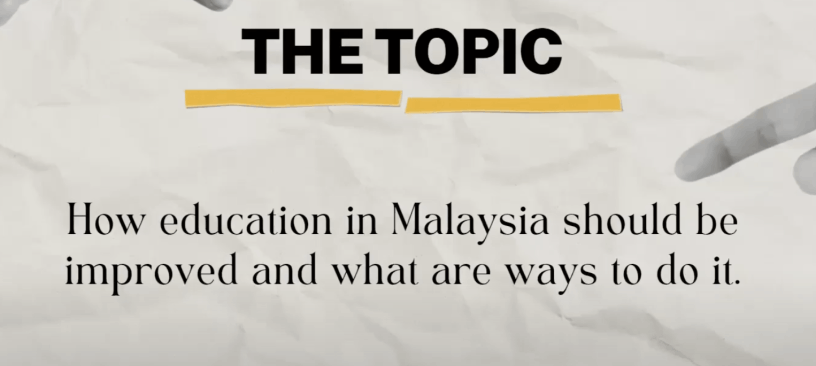 THE TOPIC
How education in Malaysia should be
improved and what are ways to do it.